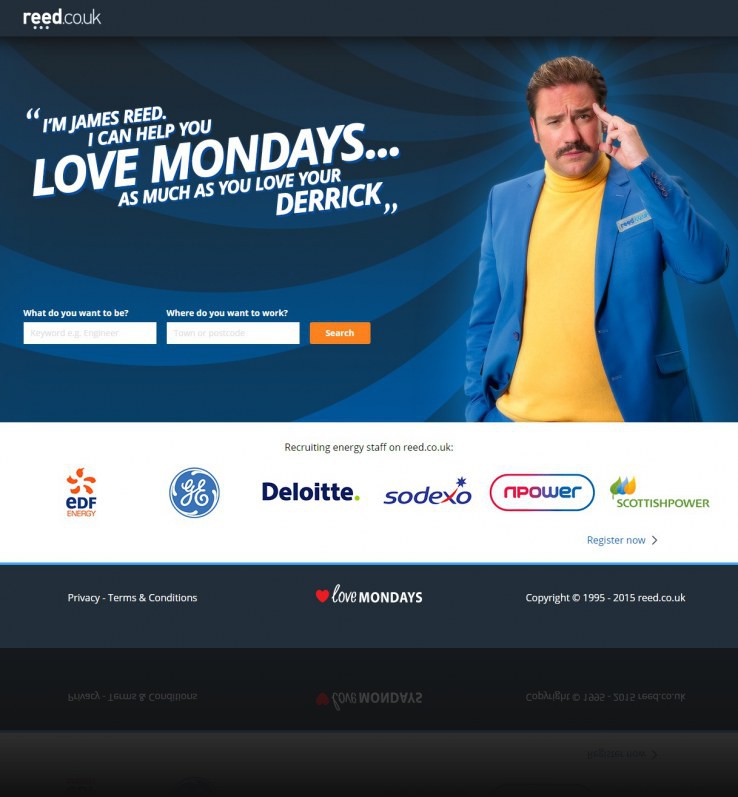 reed.co.uk
“I'M JAMES REED.
I CAN HELP YOU
LOVE MONDAYS...
AS MUCH AS YOU LOVE YOUR
DERRICK„
reed.co.uk
What do you want to be?
Where do you want to work?
Keyword e.g. Engineer
Town or postcode
Search
Recruiting energy staff on reed.co.uk:
eDF
ENERGY
GE
Deloitte.
sodexo
npower
SCOTTISHPOWER
Register now
Privacy - Terms & Conditions
love MONDAYS
Copyright © 1995 - 2015 reed.co.uk
Privacy - Terms & Conditions
love MONDAYS
Copyright © 1995 - 2015 reed.co.uk
Register now